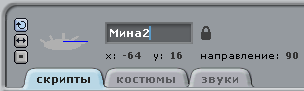 Мина2
x: -64 y: 16 направление: 90
скрипты костюмы звуки